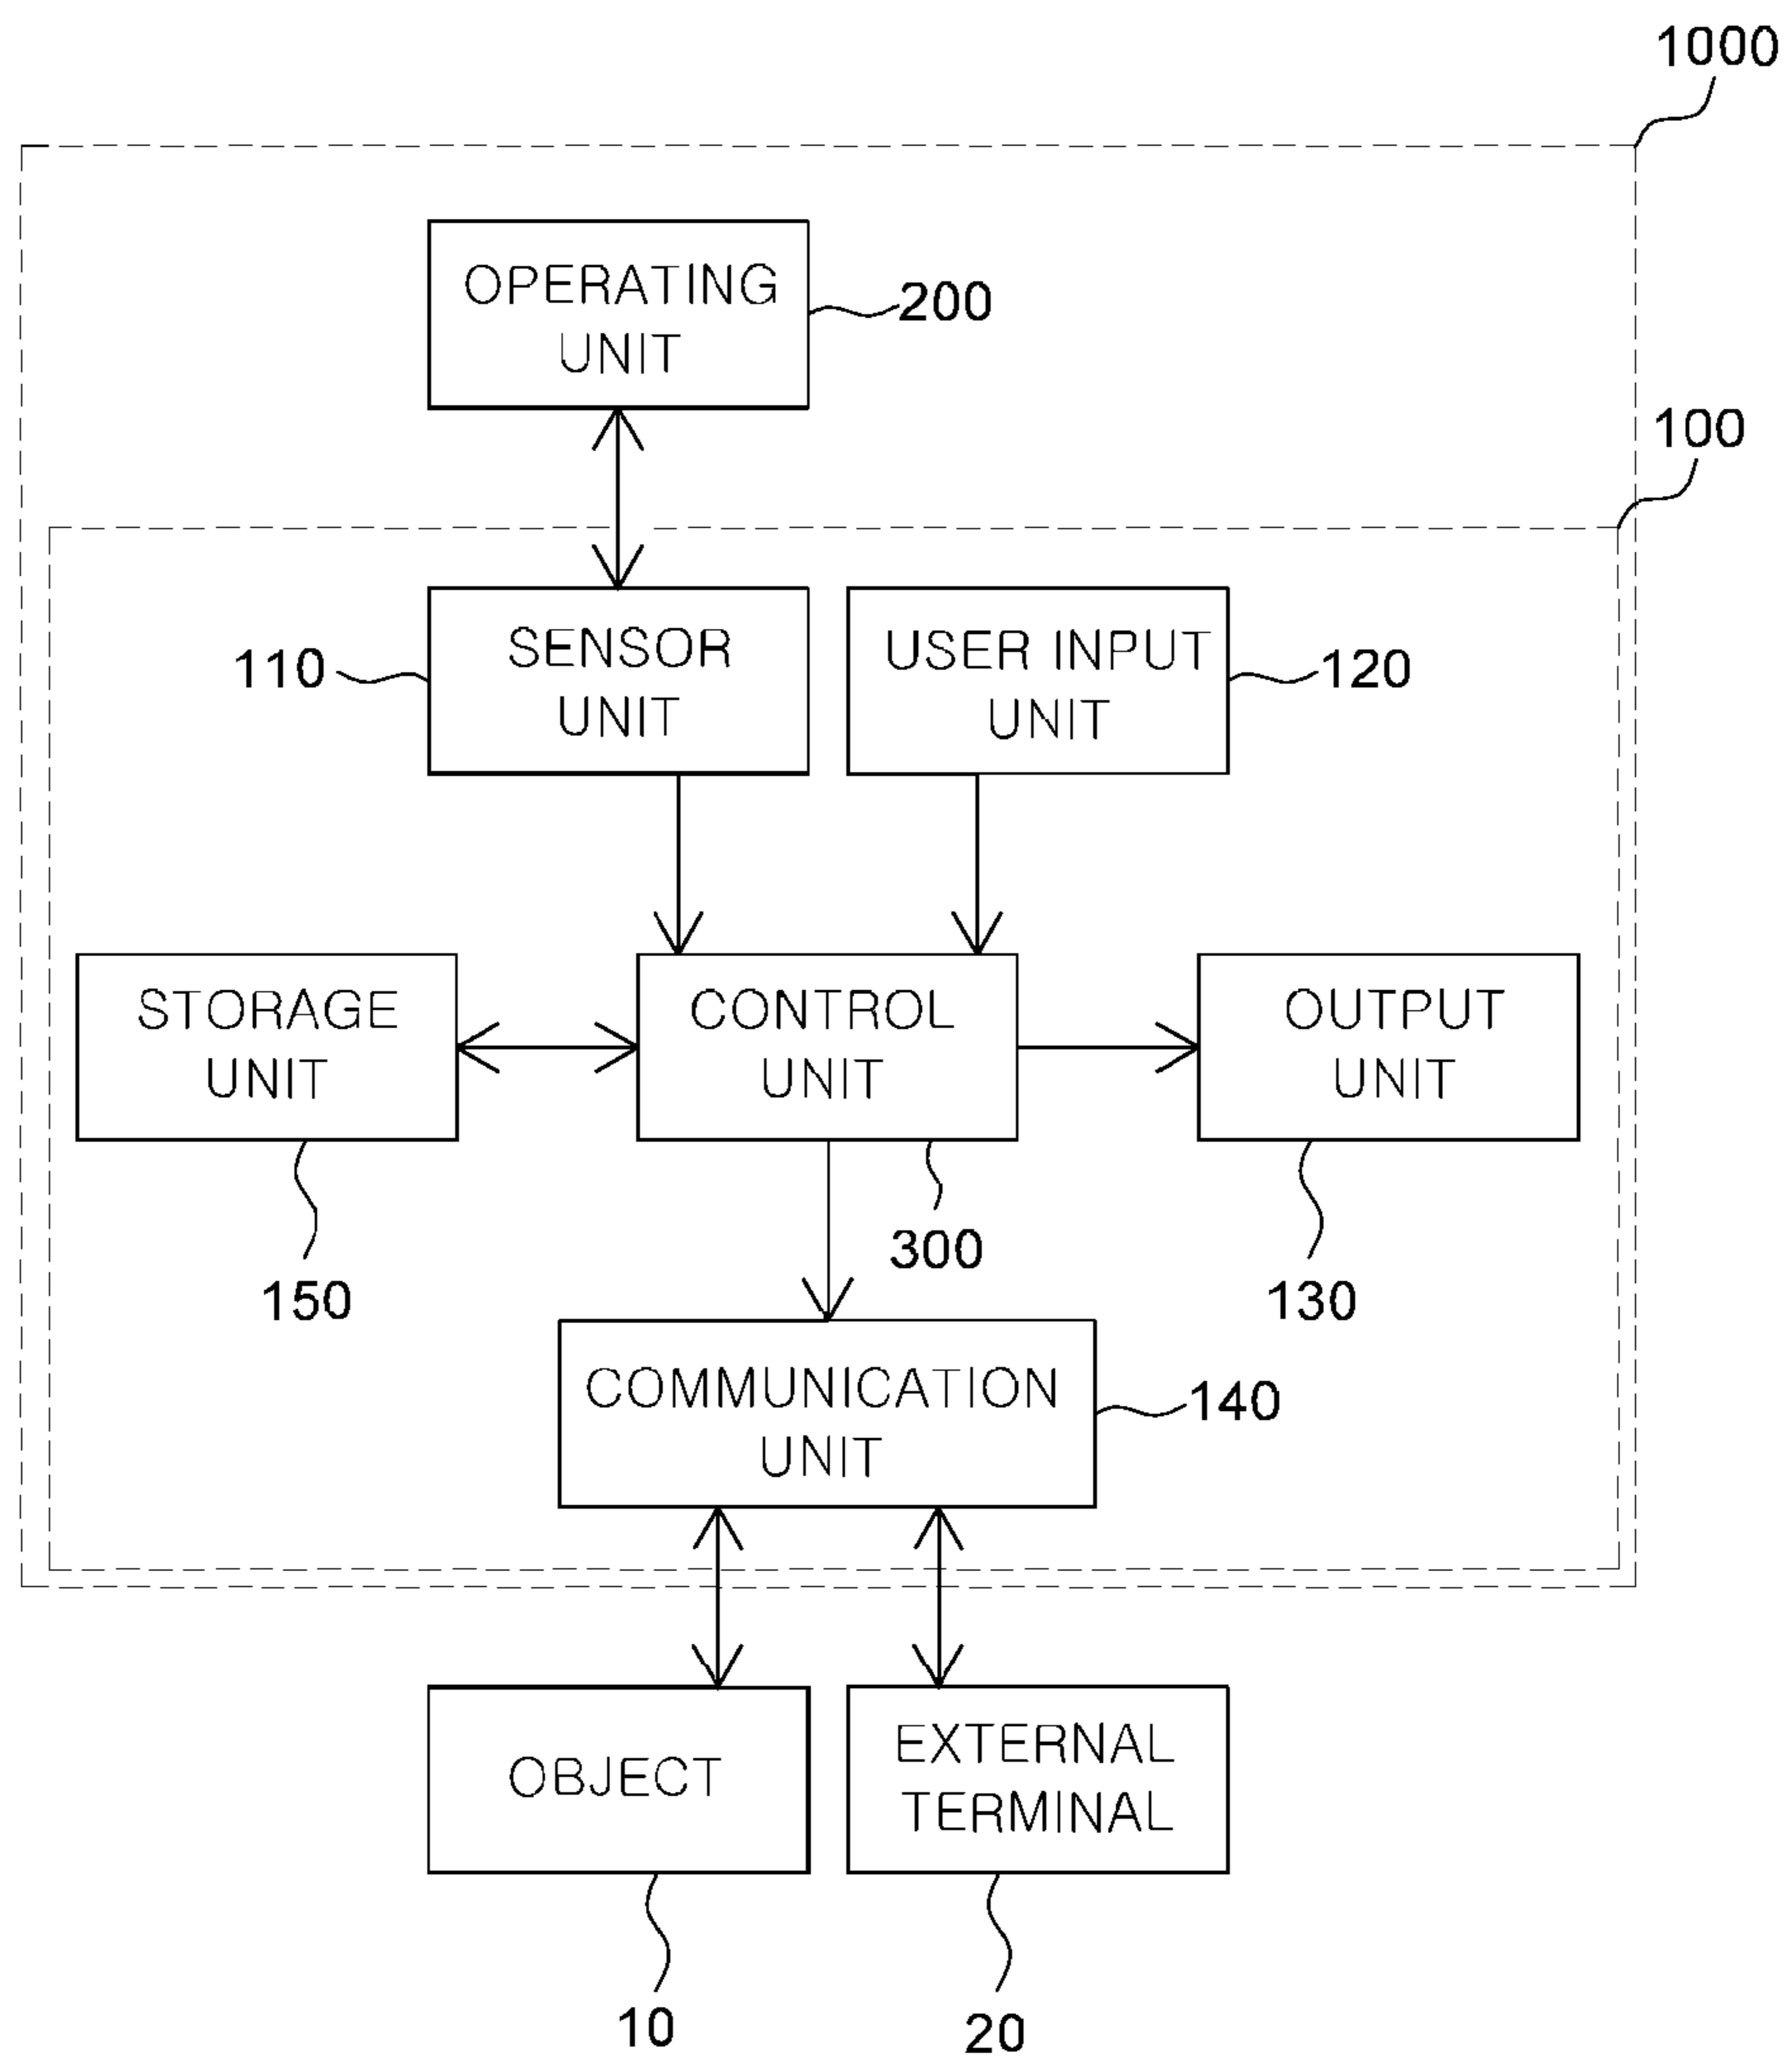 1000
OPERATING
UNIT
200
100
SENSOR
UNIT
110
USER INPUT
UNIT
120
STORAGE
UNIT
CONTROL
UNIT
OUTPUT
UNIT
300
150
130
COMMUNICATION
UNIT
140
OBJECT
EXTERNAL
TERMINAL
10
20